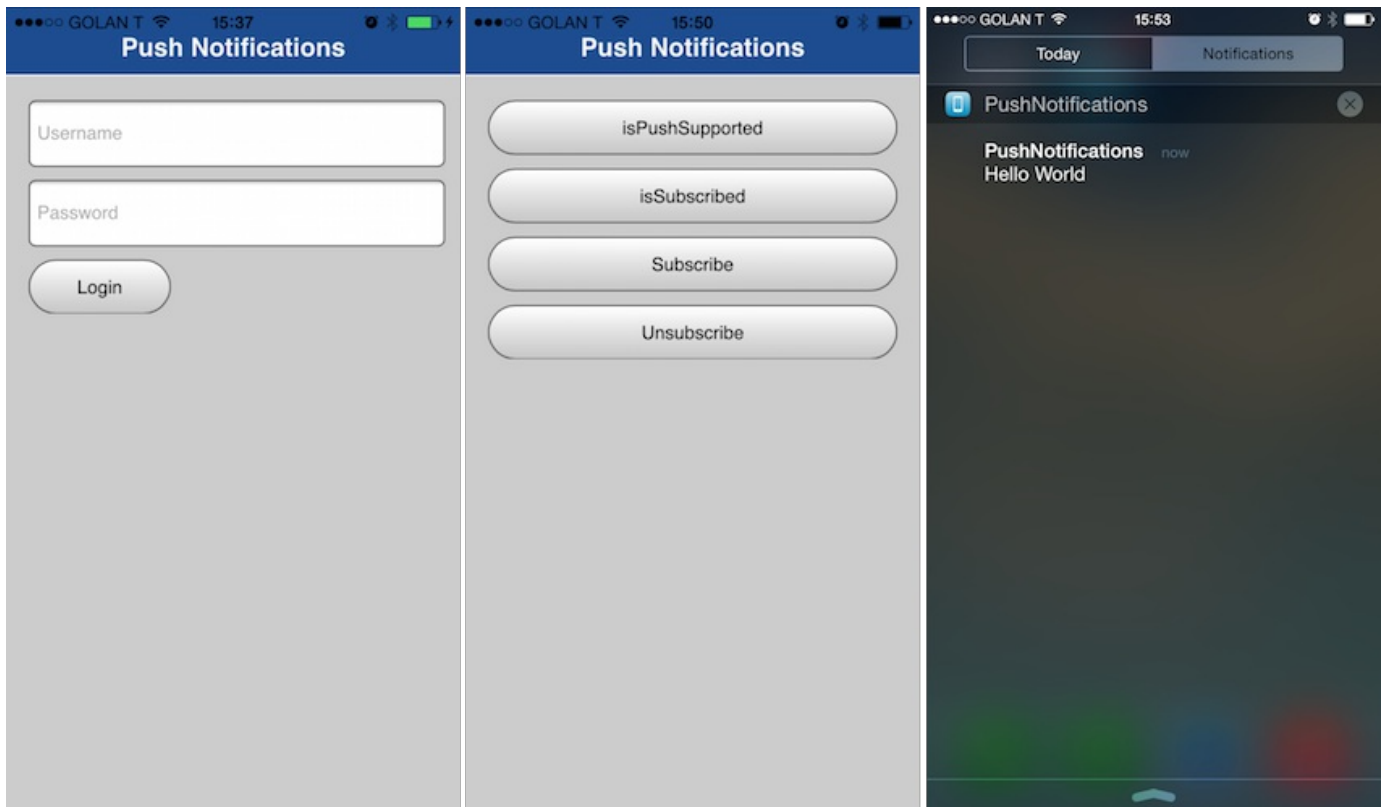 GOLAN T 15:37
Push Notifications
Username
Password
Login
GOLAN T 15:50
Push Notifications
isPushSupported
isSubscribed
Subscribe
Unsubscribe
GOLAN T 15:53
Today Notifications
PushNotifications
PushNotifications now
Hello World